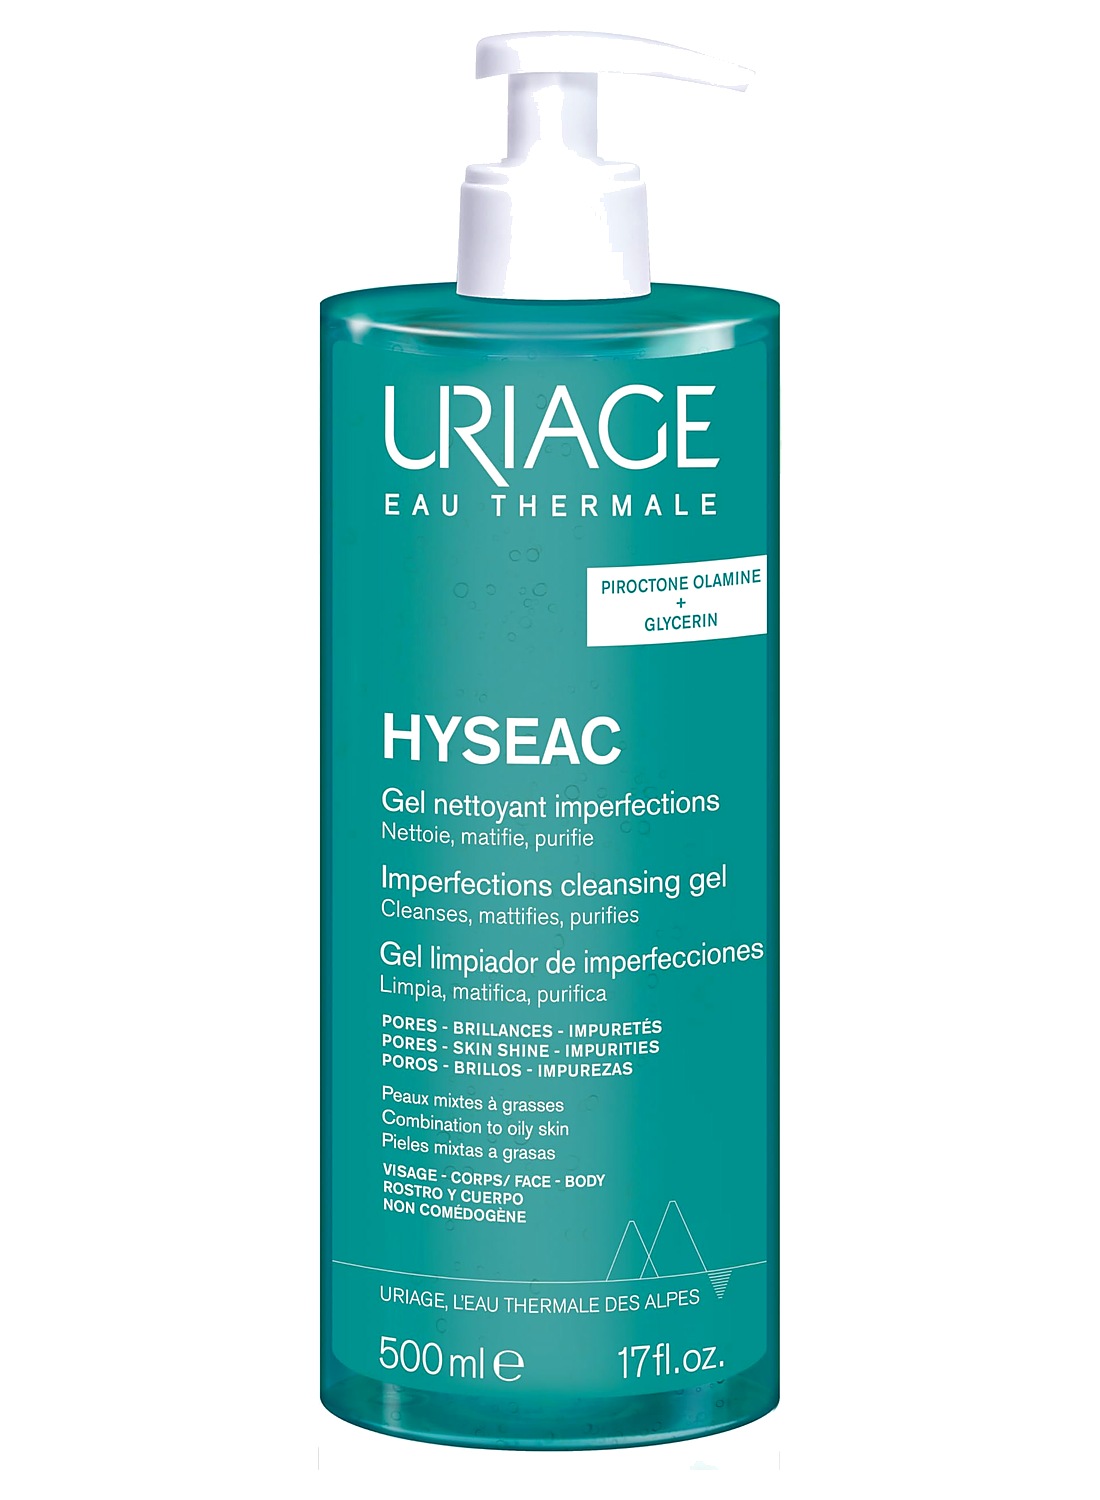 URIAGE
EAU THERMALE
PIROCTONE OLAMINE
+
GLYCERIN
HYSEAC
Gel nettoyant imperfections
Nettoie, matifie, purifie
Imperfections cleansing gel
Cleanses, mattifies, purifies
Gel limpiador de imperfecciones
Limpia, matifica, purifica
PORES - BRILLANCES - IMPURETÉS
PORES - SKIN SHINE - IMPURITIES
POROS - BRILLOS - IMPUREZAS
Peaux mixtes à grasses
Combination to oily skin
Pieles mixtas a grasas
VISAGE - CORPS/ FACE - BODY
ROSTRO Y CUERPO
NON COMÉDOGÈNE
URIAGE, L'EAU THERMALE DES ALPES
500 ml ℮ 17fl.oz.